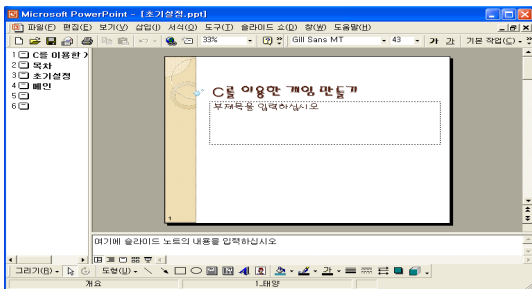 Microsoft PowerPoint - [초기설정.ppt]
파일(F) 편집(E) 보기(V) 삽입(I) 서식(O) 도구(T) 슬라이드 쇼(D) 창(W) 도움말(H)
33% Gill Sans MT 43 가 가 기본 작업(C)
1 C를 이용한
2 목차
3 초기설정
4 메인
5
6
C를 이용한 게임 만들기
부제목을 입력하십시오
1
여기에 슬라이드 노트의 내용을 입력하십시오
그리기(R) 도형(U) 가
개요 1_태양